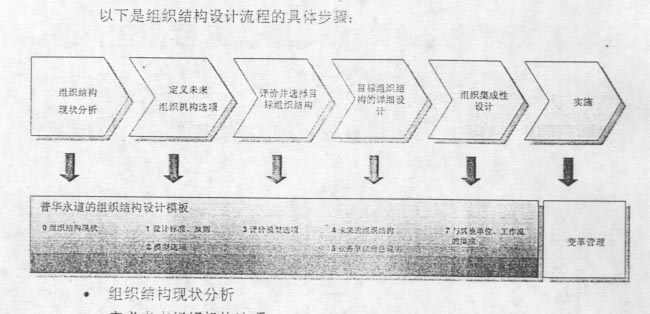 以下是组织结构设计流程的具体步骤：
组织结构
现状分析
定义未来
组织机构选项
评价并选择目
标组织结构
目标组织结
构的详细设
计
组织集成性
设计
实施
普华永道的组织结构设计模板
0 组织结构现状
1 设计标准、原则
2 模型选项
3 评价模型选项
4 未来的组织结构
5 业务单位角色说明
7 与其他单位、工作流
的集成
变革管理
• 组织结构现状分析